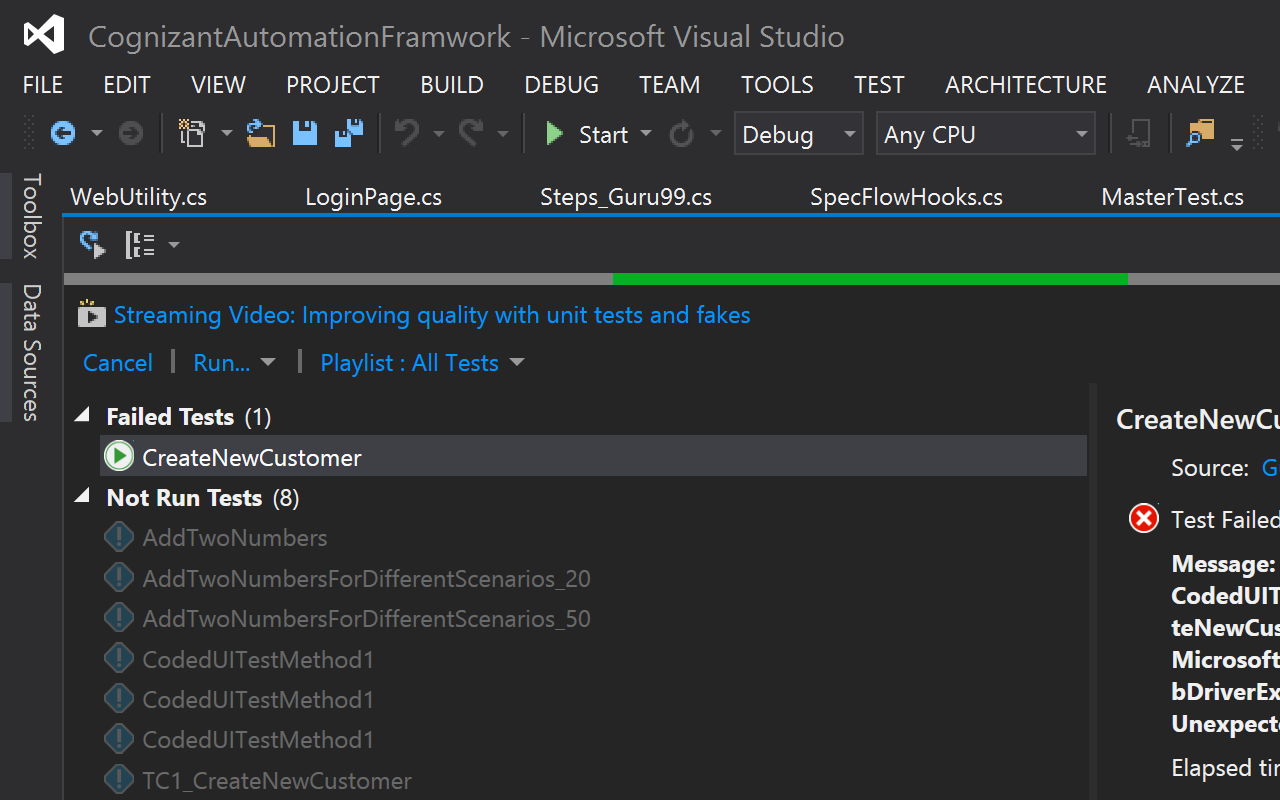 CognizantAutomationFramwork - Microsoft Visual Studio
FILE EDIT VIEW PROJECT BUILD DEBUG TEAM TOOLS TEST ARCHITECTURE ANALYZE
Start Debug Any CPU
Toolbox
Data Sources
WebUtility.cs LoginPage.cs Steps_Guru99.cs SpecFlowHooks.cs MasterTest.cs
Streaming Video: Improving quality with unit tests and fakes
Cancel | Run... | Playlist : All Tests
Failed Tests (1)
CreateNewCustomer
Not Run Tests (8)
AddTwoNumbers
AddTwoNumbersForDifferentScenarios_20
AddTwoNumbersForDifferentScenarios_50
CodedUITestMethod1
CodedUITestMethod1
CodedUITestMethod1
TC1_CreateNewCustomer
CreateNewCu
Source: G
Test Failed
Message:
CodedUIT
teNewCus
Microsoft
bDriverEx
Unexpecte
Elapsed tim